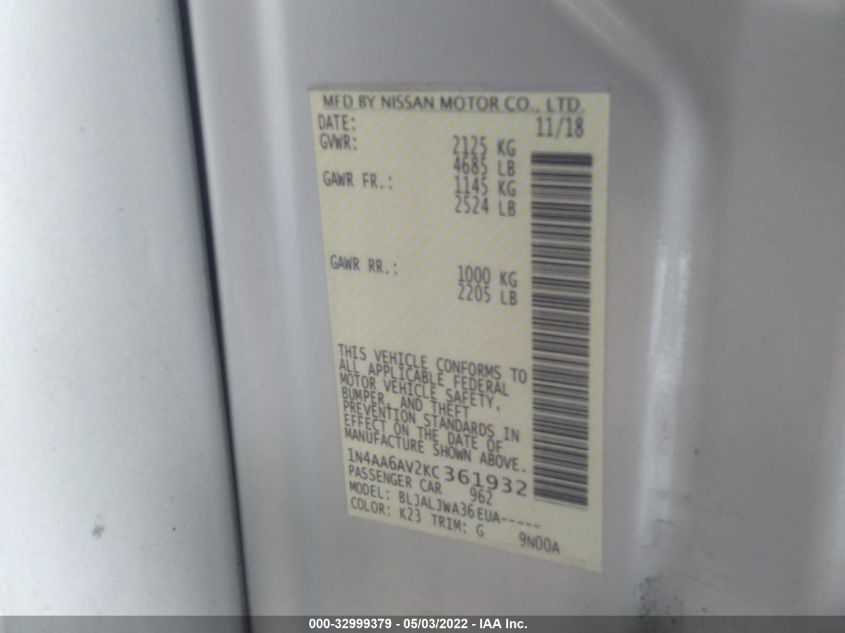 MFD BY NISSAN MOTOR CO., LTD.
DATE: 11/18
GVWR: 2125 KG
4685 LB
GAWR FR.: 1145 KG
2524 LB
GAWR RR.: 1000 KG
2205 LB
THIS VEHICLE CONFORMS TO
ALL APPLICABLE FEDERAL
MOTOR VEHICLE SAFETY,
BUMPER, AND THEFT
PREVENTION STANDARDS IN
EFFECT ON THE DATE OF
MANUFACTURE SHOWN ABOVE.
1N4AA6AV2KC361932
PASSENGER CAR 962
MODEL: BLJALJWA36EUA-----
COLOR: K23 TRIM: G 9N00A
000-32999379 - 05/03/2022 - IAA Inc.